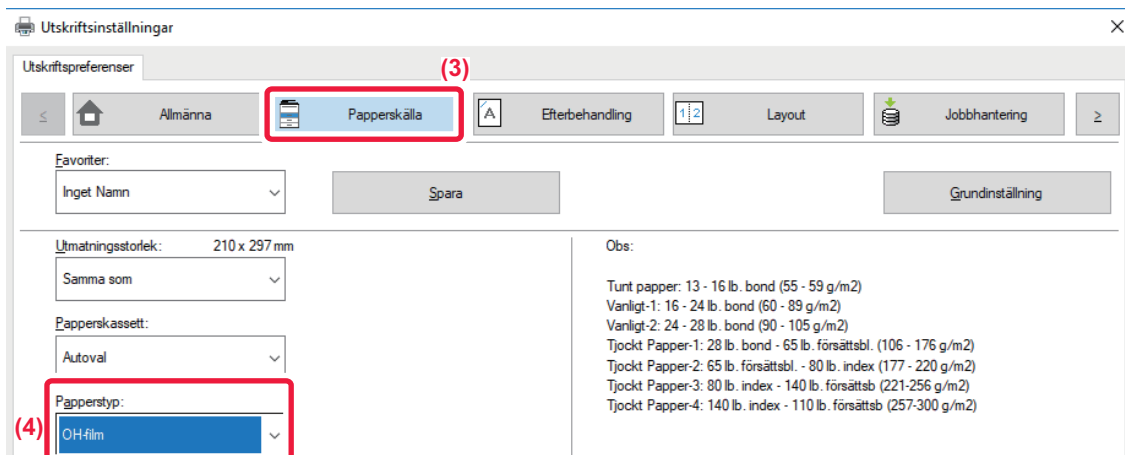 Utskriftsinställningar
Utskriftspreferenser
(3)
< Allmänna Papperskälla A Efterbehandling 1 2 Layout Jobbhantering >
Favoriter:
Inget Namn Spara Grundinställning
Utmatningsstorlek: 210 x 297 mm
Samma som
Papperskassett:
Autoval
(4)
Papperstyp:
OH-film
Obs:
Tunt papper: 13 - 16 lb. bond (55 - 59 g/m2)
Vanligt-1: 16 - 24 lb. bond (60 - 89 g/m2)
Vanligt-2: 24 - 28 lb. bond (90 - 105 g/m2)
Tjockt Papper-1: 28 lb. bond - 65 lb. försättsbl. (106 - 176 g/m2)
Tjockt Papper-2: 65 lb. försättsbl. - 80 lb. index (177 - 220 g/m2)
Tjockt Papper-3: 80 lb. index - 140 lb. försättsb (221-256 g/m2)
Tjockt Papper-4: 140 lb. index - 110 lb. försättsb (257-300 g/m2)